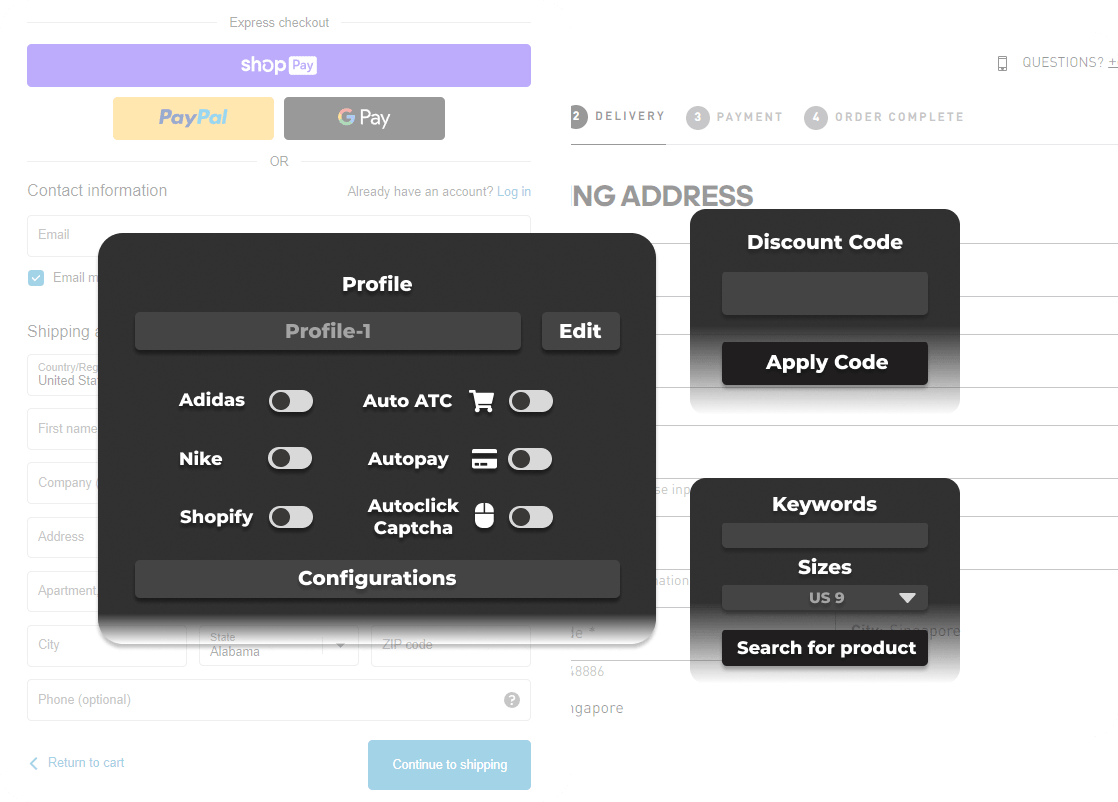 Express checkout
shop Pay
PayPal
G Pay
OR
Contact information
Already have an account? Log in
Email
Email m
Shipping a
Country/Reg
United Sta
First name
Company (
Address
Apartment,
City
State
Alabama
ZIP code
Phone (optional)
?
Return to cart
Continue to shipping
Profile
Profile-1
Edit
Adidas
Auto ATC
Nike
Autopay
Shopify
Autoclick
Captcha
Configurations
QUESTIONS? +
2 DELIVERY
3 PAYMENT
4 ORDER COMPLETE
NG ADDRESS
Discount Code
Apply Code
se inp
Keywords
Sizes
US 9
mation
de *
City Singapore
Search for product
48886
ngapore